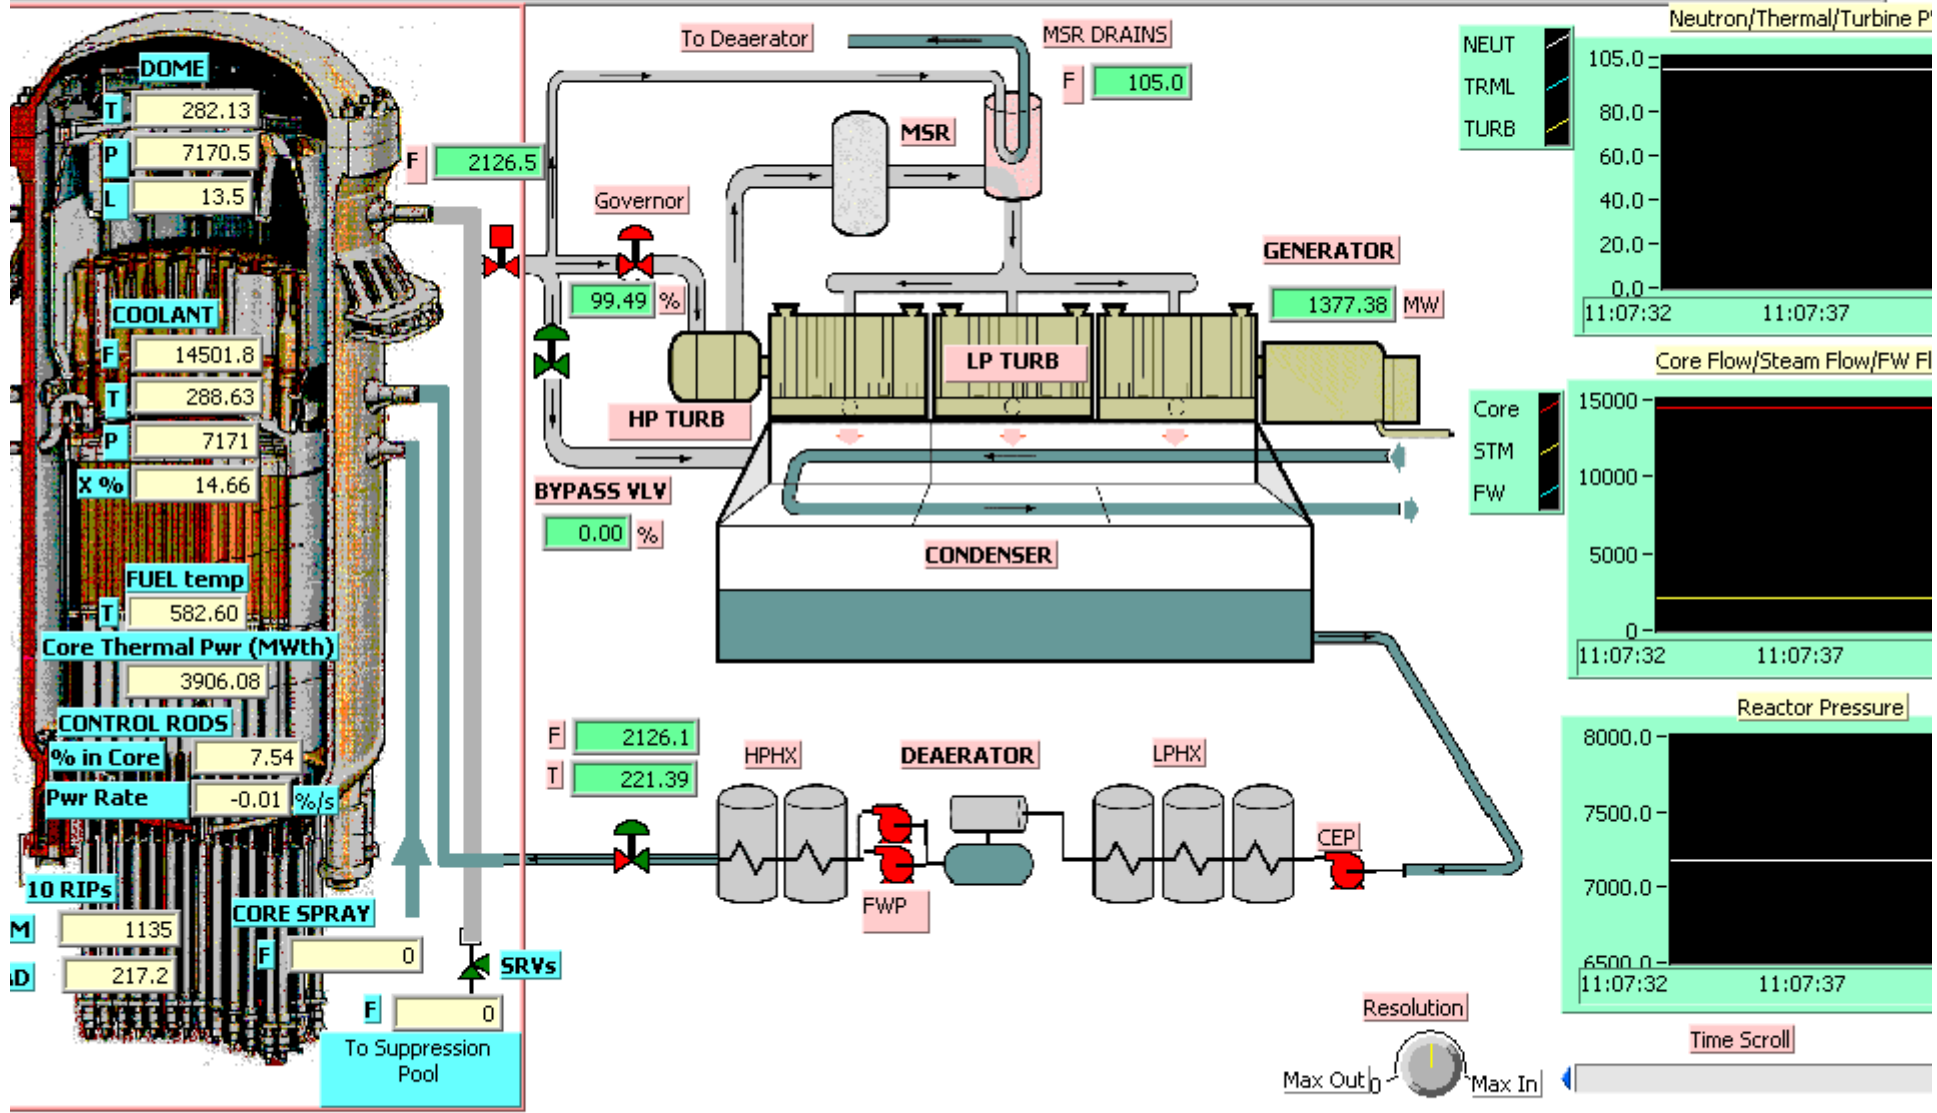 DOME
T 282.13
P 7170.5
L 13.5
COOLANT
F 14501.8
T 288.63
P 7171
X % 14.66
FUEL temp
T 582.60
Core Thermal Pwr (MWth)
3906.08
CONTROL RODS
% in Core 7.54
Pwr Rate -0.01 %/s
10 RIPs
M 1135
D 217.2
CORE SPRAY
F 0
SRVs
F 0
To Suppression
Pool
F 2126.5
To Deaerator
MSR DRAINS
F 105.0
MSR
Governor
99.49 %
GENERATOR
1377.38 MW
LP TURB
HP TURB
BYPASS VLV
0.00 %
CONDENSER
F 2126.1
T 221.39
HPHX
DEAERATOR
LPHX
FWP
CEP
Neutron/Thermal/Turbine P
NEUT
TRML
TURB
105.0
80.0
60.0
40.0
20.0
0.0
11:07:32 11:07:37
Core Flow/Steam Flow/FW Fl
Core
STM
FW
15000
10000
5000
0
11:07:32 11:07:37
Reactor Pressure
8000.0
7500.0
7000.0
6500.0
11:07:32 11:07:37
Resolution
Max Out 0
Max In
Time Scroll